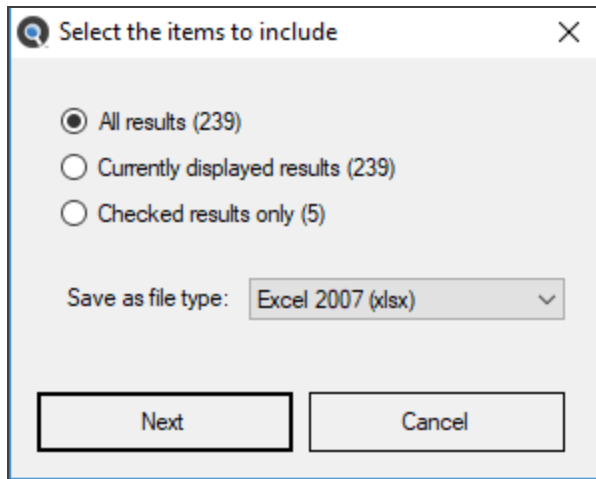 Select the items to include
All results (239)
Currently displayed results (239)
Checked results only (5)
Save as file type: Excel 2007 (xlsx)
Next Cancel